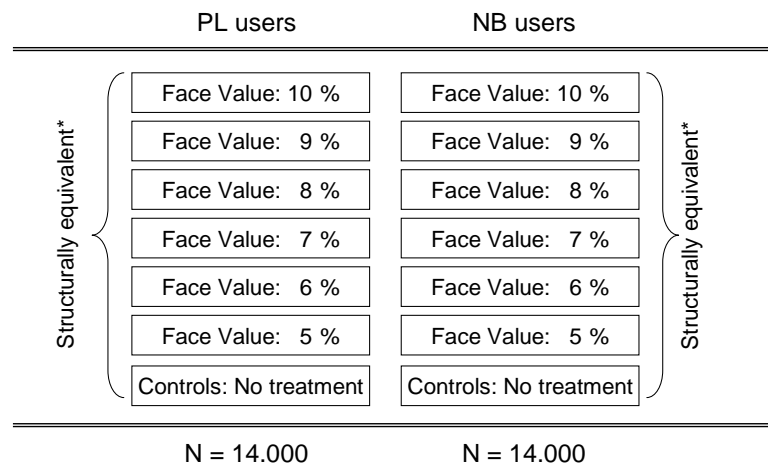 PL users NB users
Structurally equivalent*
Face Value: 10 % Face Value: 10 %
Face Value: 9 % Face Value: 9 %
Face Value: 8 % Face Value: 8 %
Face Value: 7 % Face Value: 7 %
Face Value: 6 % Face Value: 6 %
Face Value: 5 % Face Value: 5 %
Controls: No treatment Controls: No treatment
Structurally equivalent*
N = 14.000 N = 14.000